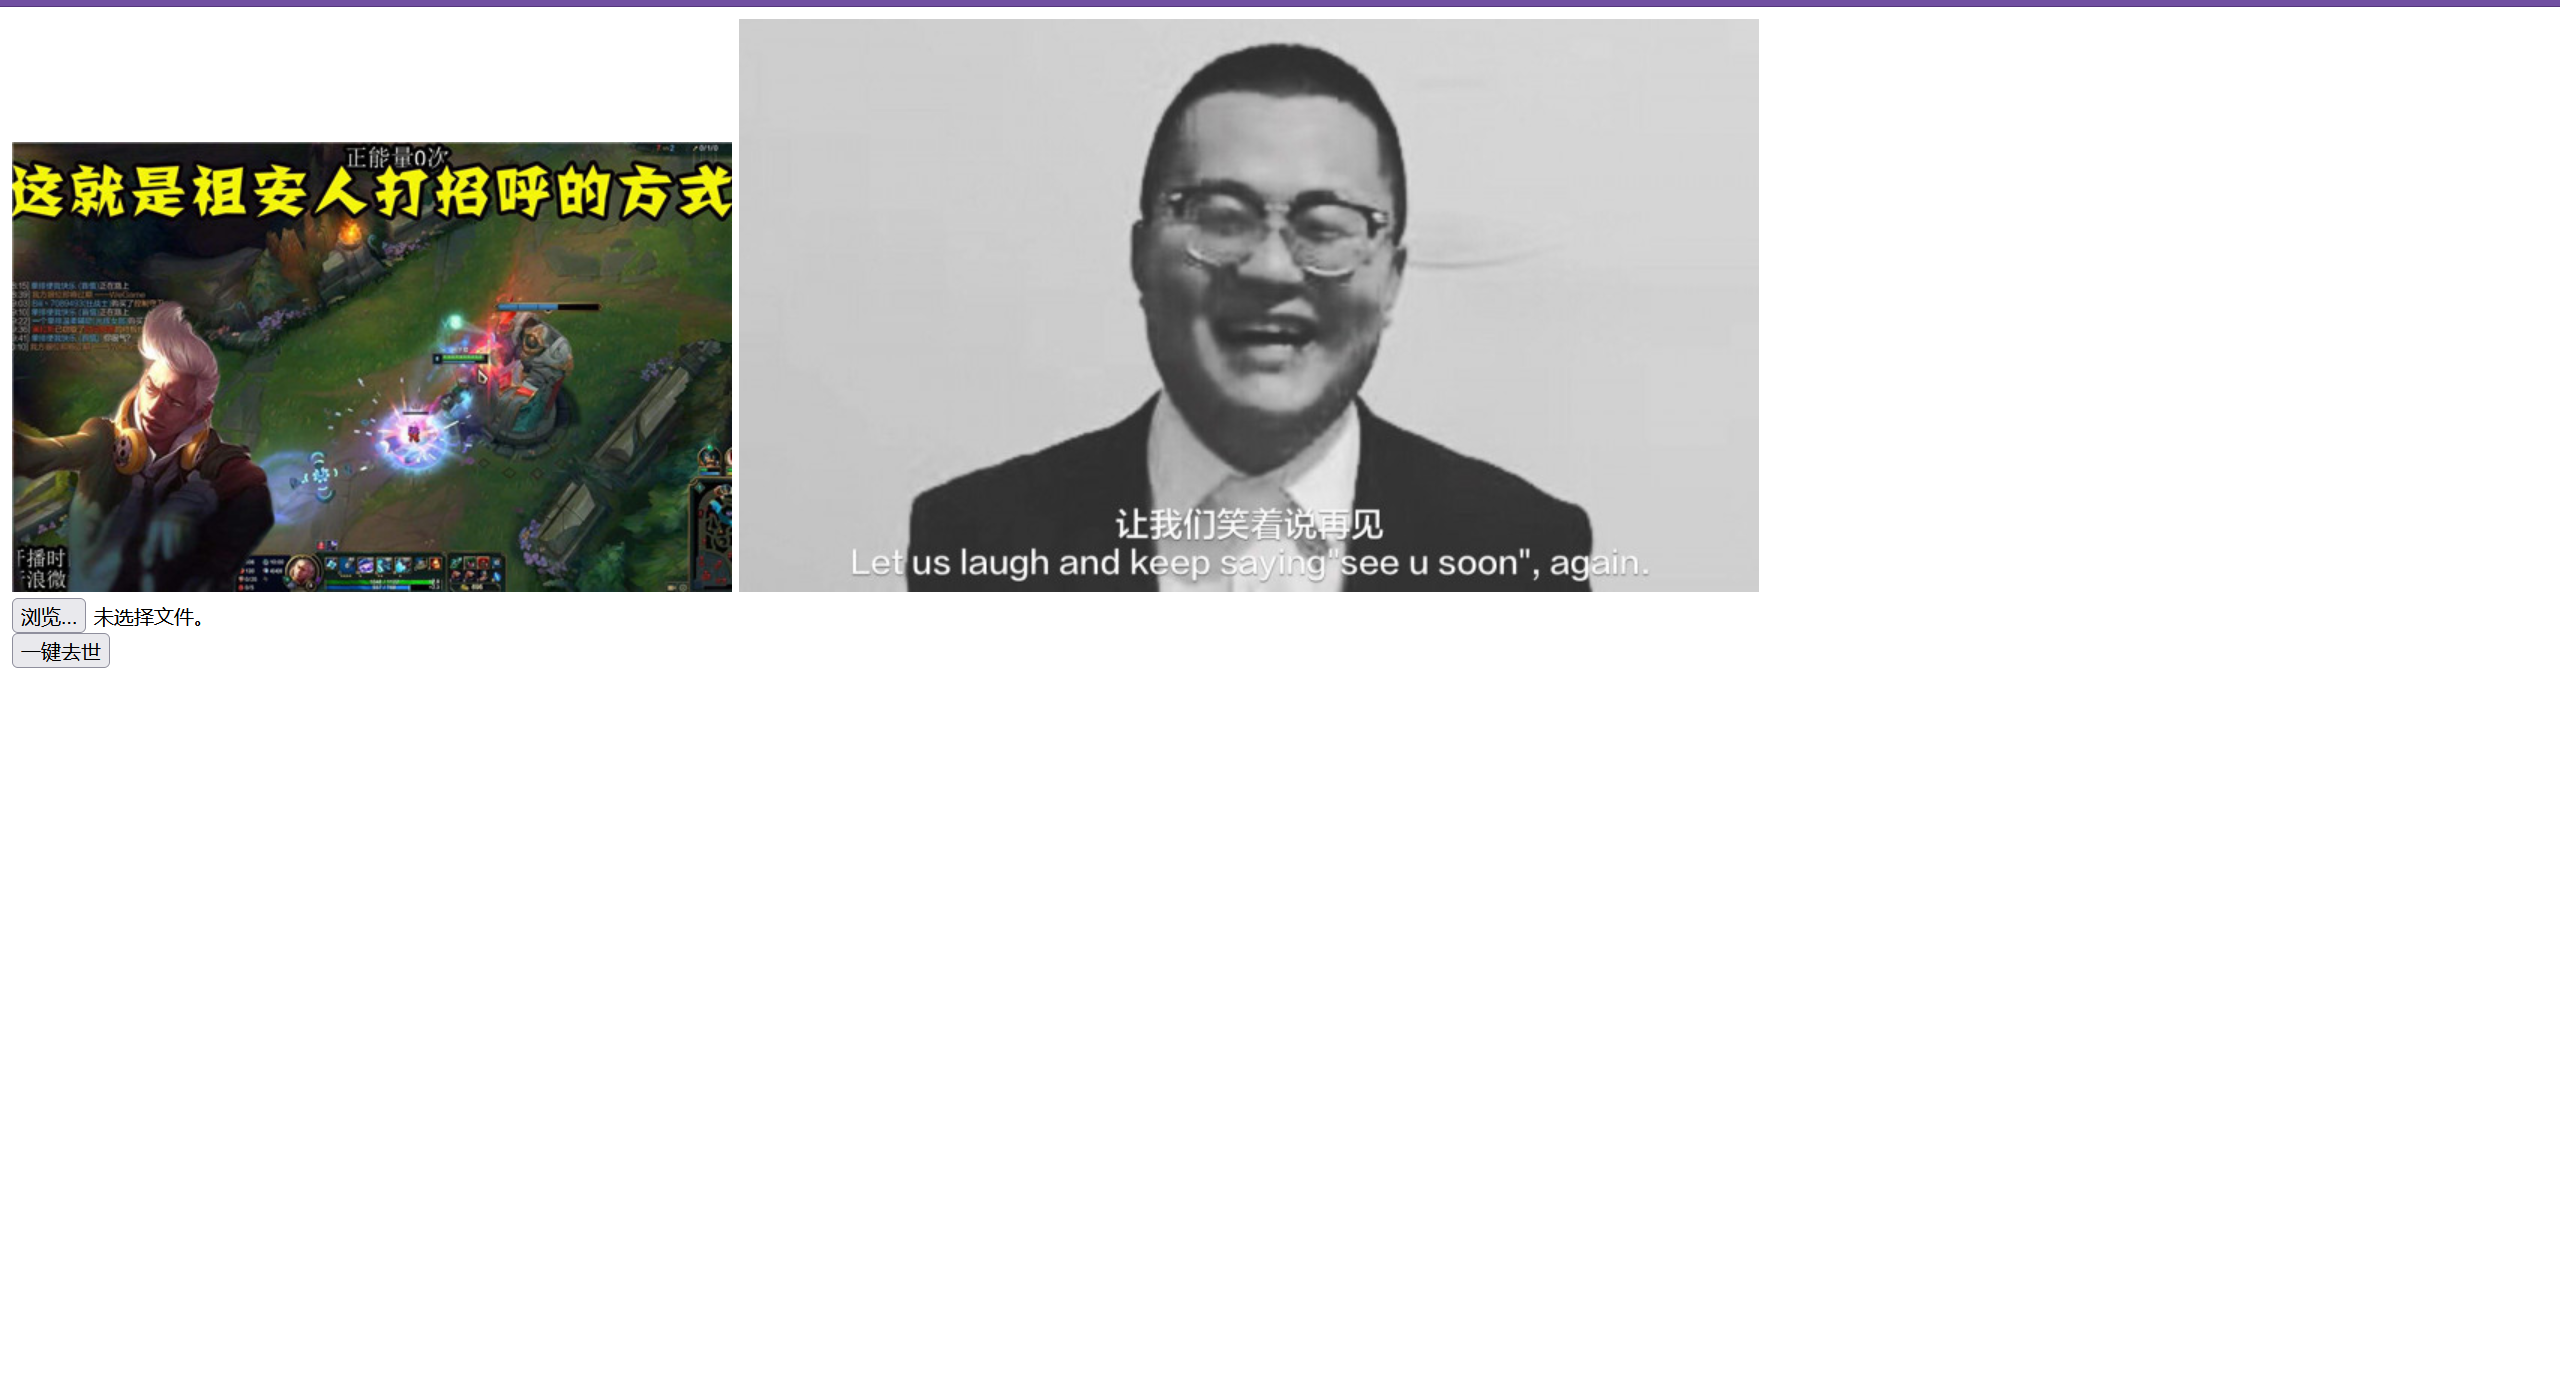 正能量0次
这就是祖安人打招呼的方式
开播时
新浪微
让我们笑着说再见
Let us laugh and keep saying"see u soon", again.
浏览... 未选择文件。
一键去世